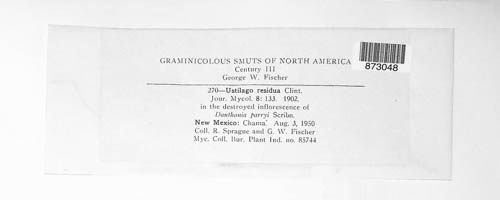 GRAMINICOLOUS SMUTS OF NORTH AMERICA
Century III
George W. Fischer
873048
270—Ustilago residua Clint.
Jour. Mycol. 8: 133. 1902.
in the destroyed inflorescence of
Danthonia parryi Scribn.
New Mexico: Chama. Aug. 3, 1950
Coll. R. Sprague and G. W. Fischer
Myc. Coll. Bur. Plant Ind. no. 85744